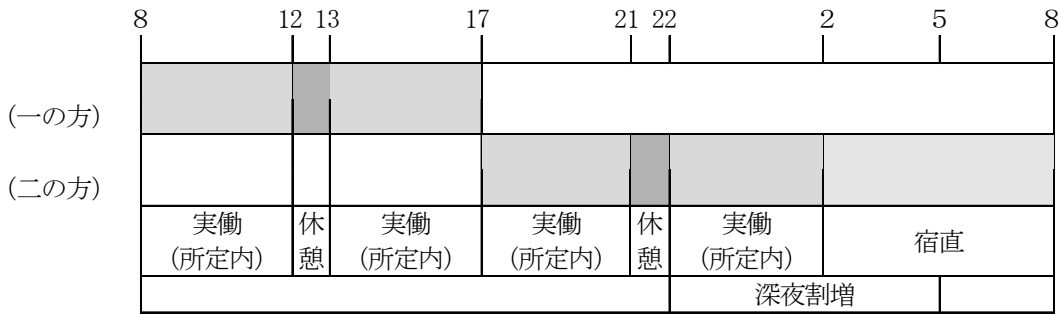 8 12 13 17 21 22 2 5 8
(一の方)
(二の方)
実働 休 実働 実働 休 実働 宿直
(所定内) 憩 (所定内) (所定内) 憩 (所定内)
深夜割増